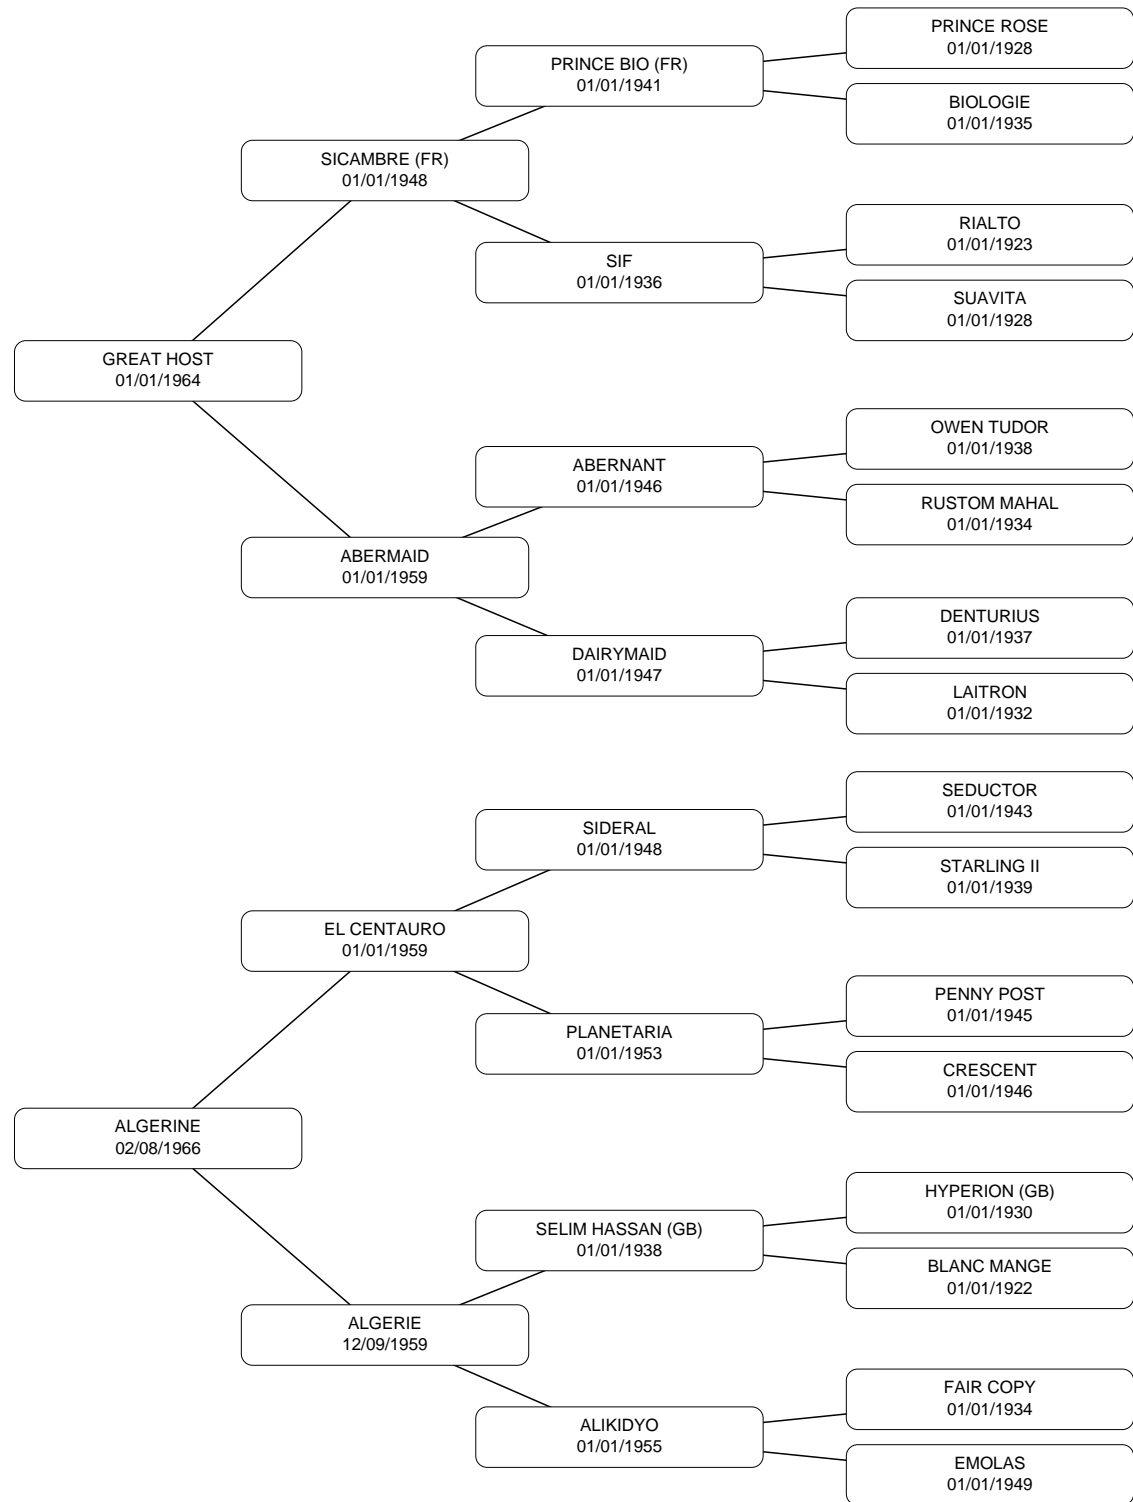 PRINCE ROSE
01/01/1928
PRINCE BIO (FR)
01/01/1941
BIOLOGIE
01/01/1935
SICAMBRE (FR)
01/01/1948
RIALTO
01/01/1923
SIF
01/01/1936
SUAVITA
01/01/1928
GREAT HOST
01/01/1964
OWEN TUDOR
01/01/1938
ABERNANT
01/01/1946
RUSTOM MAHAL
01/01/1934
ABERMAID
01/01/1959
DENTURIUS
01/01/1937
DAIRYMAID
01/01/1947
LAITRON
01/01/1932
SEDUCTOR
01/01/1943
SIDERAL
01/01/1948
STARLING II
01/01/1939
EL CENTAURO
01/01/1959
PENNY POST
01/01/1945
PLANETARIA
01/01/1953
CRESCENT
01/01/1946
ALGERINE
02/08/1966
HYPERION (GB)
01/01/1930
SELIM HASSAN (GB)
01/01/1938
BLANC MANGE
01/01/1922
ALGERIE
12/09/1959
FAIR COPY
01/01/1934
ALIKIDYO
01/01/1955
EMOLAS
01/01/1949